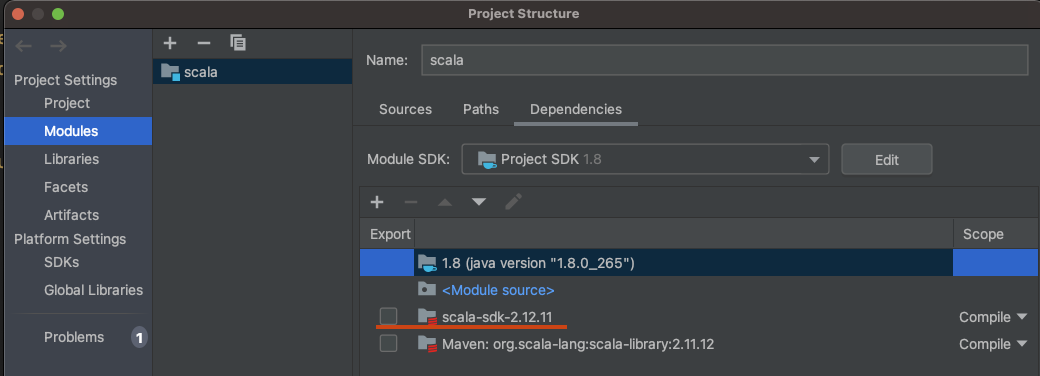 Project Structure
Project Settings
Project
Modules
Libraries
Facets
Artifacts
Platform Settings
SDKs
Global Libraries
Problems 1
scala
Name: scala
Sources Paths Dependencies
Module SDK: Project SDK 1.8 Edit
Export Scope
1.8 (java version "1.8.0_265")
<Module source>
scala-sdk-2.12.11 Compile
Maven: org.scala-lang:scala-library:2.11.12 Compile